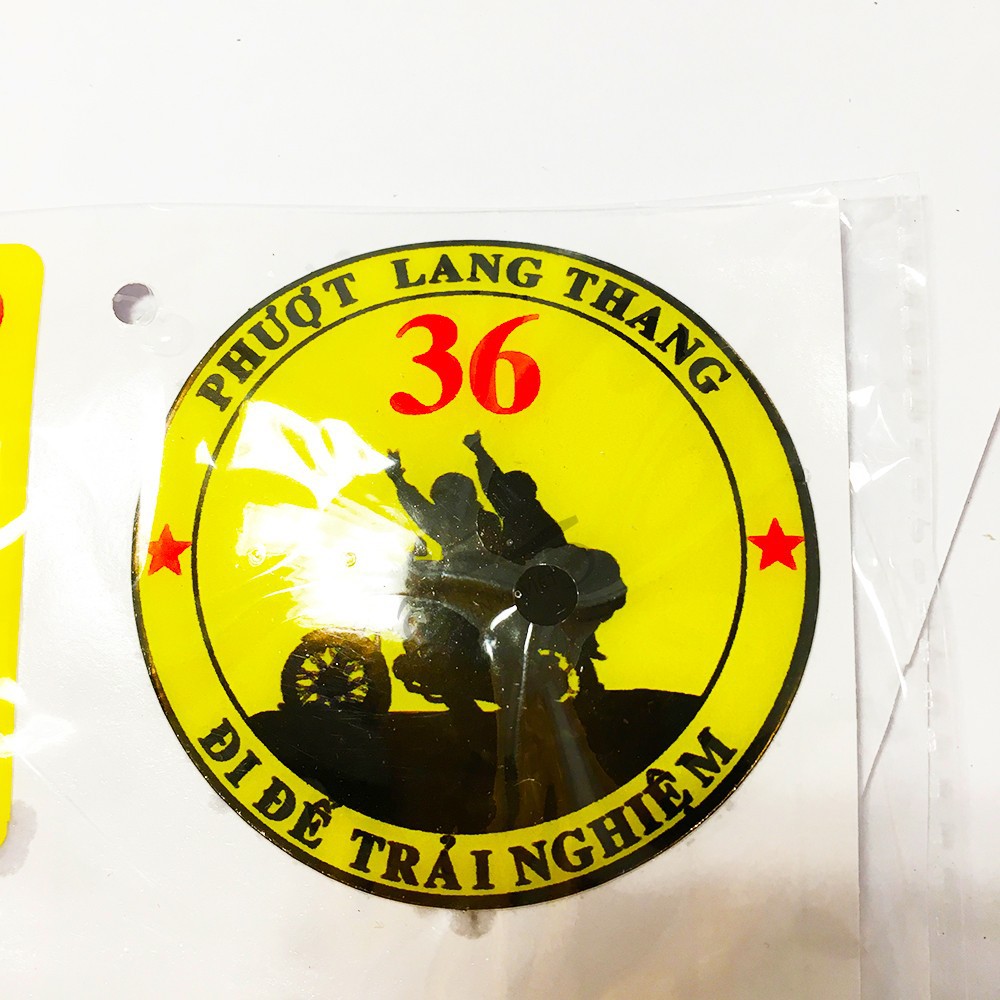 PHƯỢT LANG THANG
36
ĐI ĐỂ TRẢI NGHIỆM